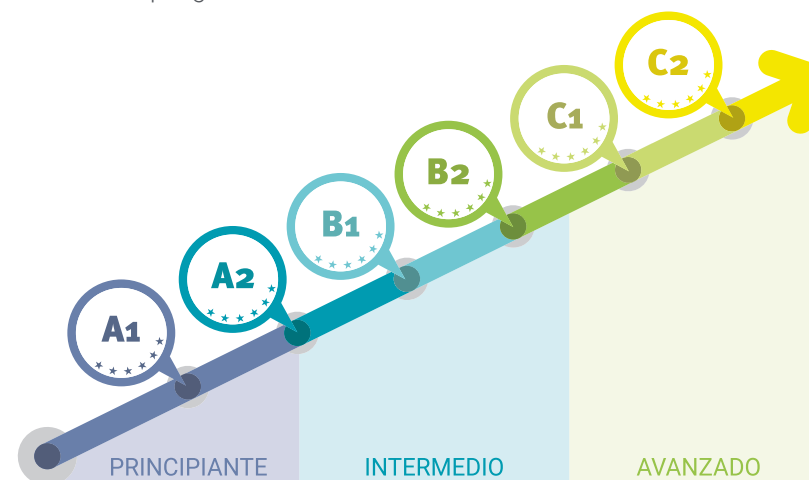 C2
C1
B2
B1
A2
A1
PRINCIPIANTE
INTERMEDIO
AVANZADO